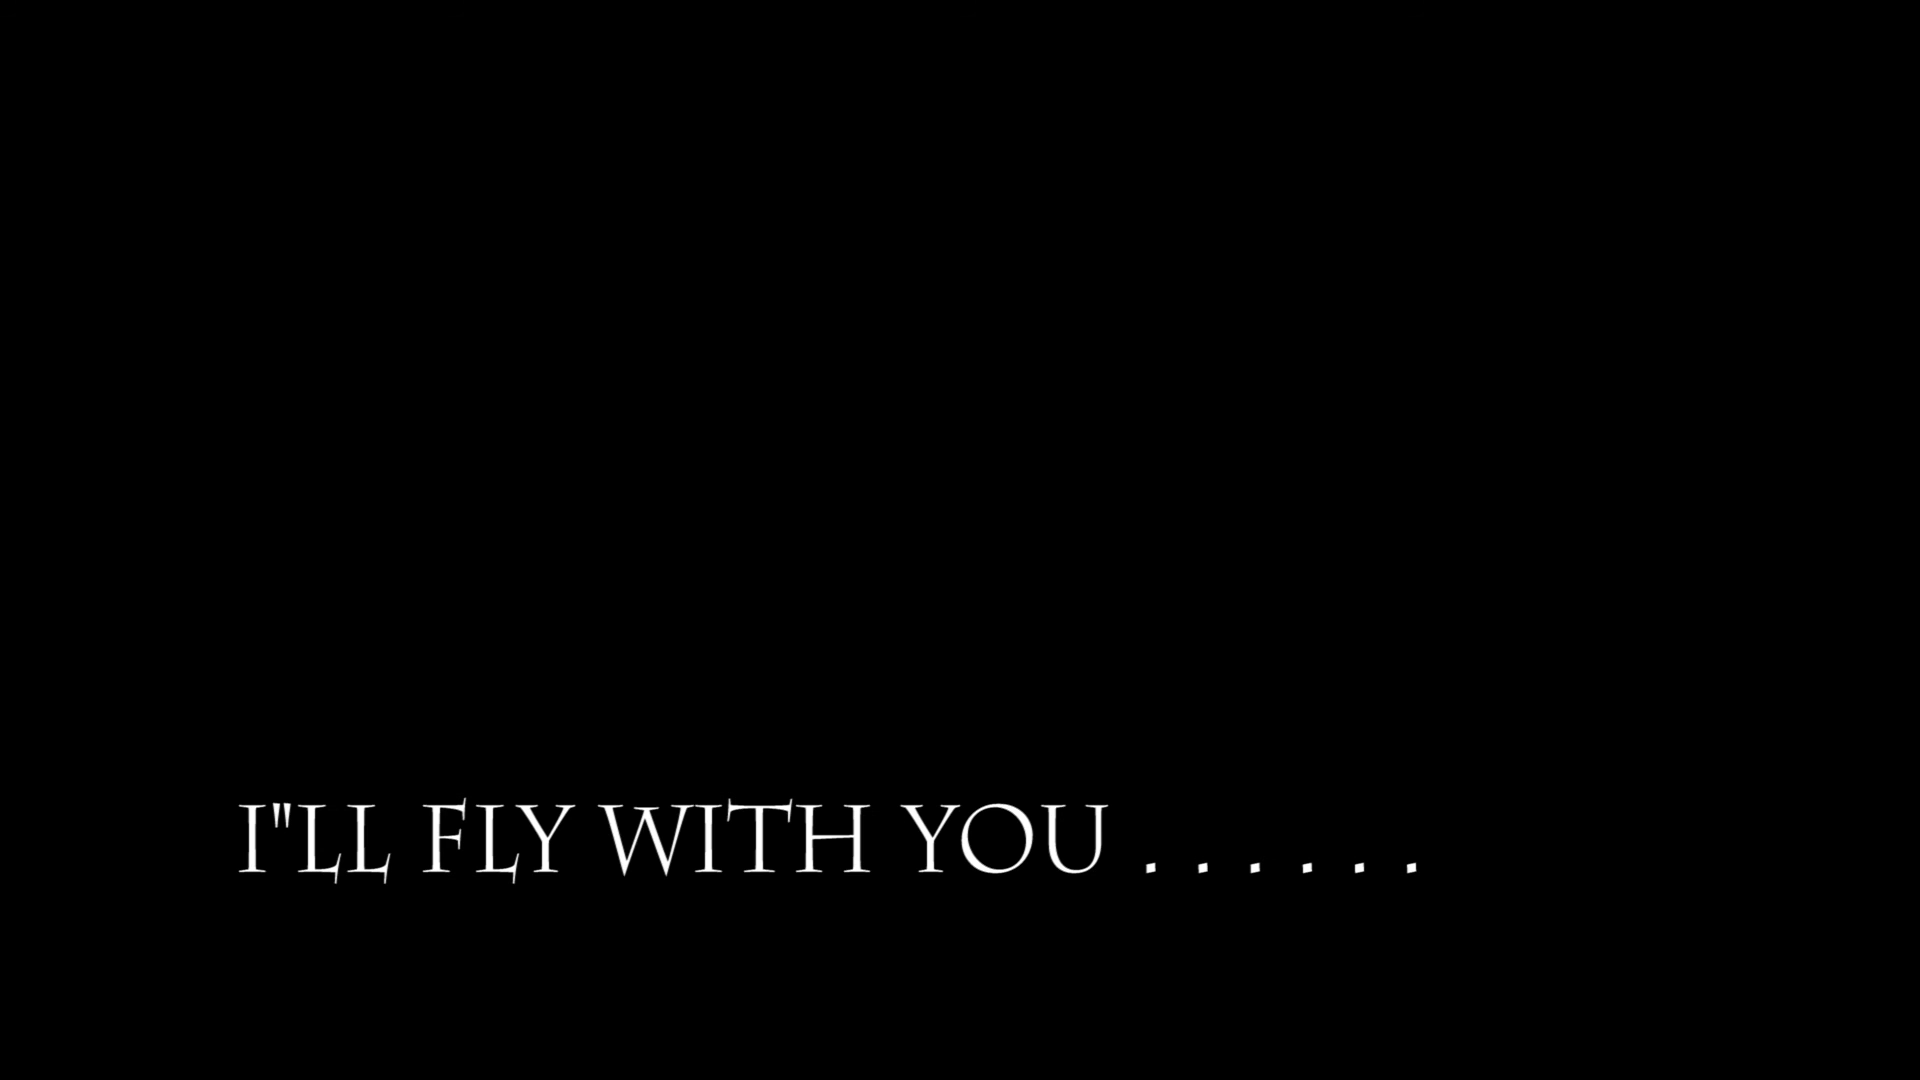 I"LL FLY WITH YOU . . . . . .